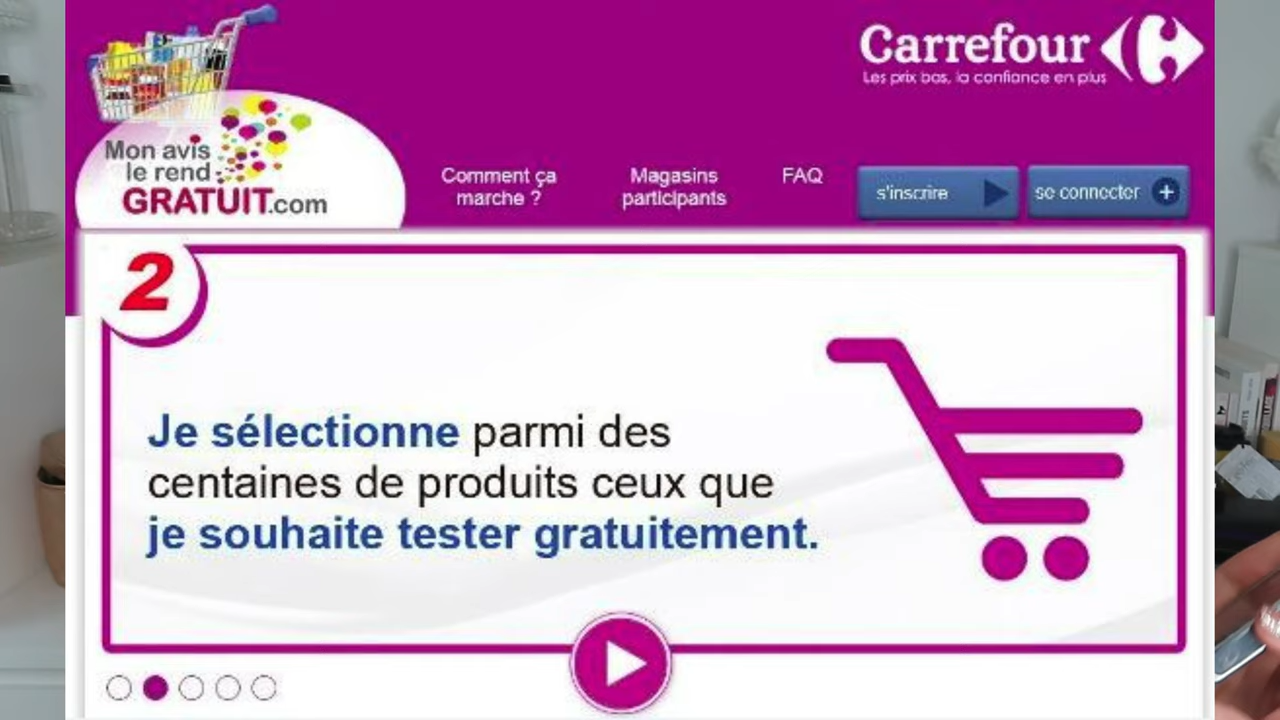 Carrefour
Les prix bas, la confiance en plus
Mon avis
le rend
GRATUIT.com
Comment ça
marche ?
Magasins
participants
FAQ
s'inscrire
se connecter
2
Je sélectionne parmi des
centaines de produits ceux que
je souhaite tester gratuitement.